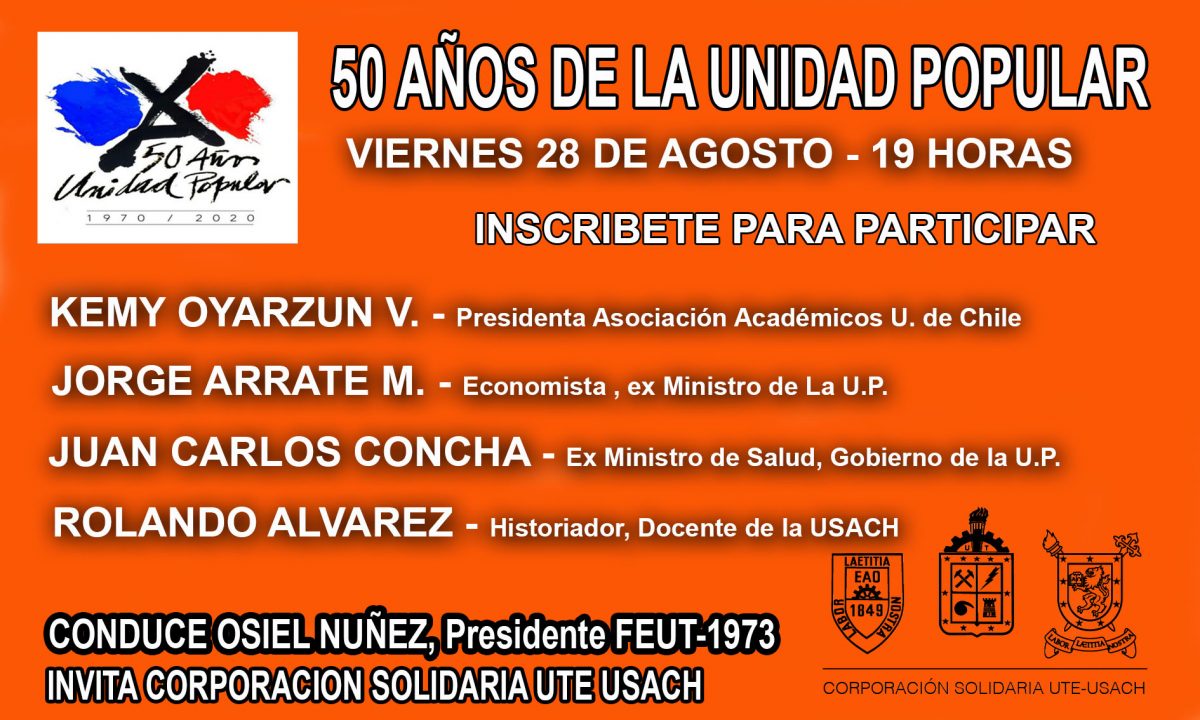 50 AÑOS DE LA UNIDAD POPULAR
50 Años
Unidad Popular
1970 / 2020
VIERNES 28 DE AGOSTO - 19 HORAS
INSCRIBETE PARA PARTICIPAR
KEMY OYARZUN V. - Presidenta Asociación Académicos U. de Chile
JORGE ARRATE M. - Economista , ex Ministro de La U.P.
JUAN CARLOS CONCHA - Ex Ministro de Salud, Gobierno de la U.P.
ROLANDO ALVAREZ - Historiador, Docente de la USACH
LAETITIA
EAO
1849
LABOR
NOSTRA
U T
LABOR LÆTITIA NOSTRA
CONDUCE OSIEL NUÑEZ, Presidente FEUT-1973
INVITA CORPORACION SOLIDARIA UTE USACH
CORPORACIÓN SOLIDARIA UTE-USACH